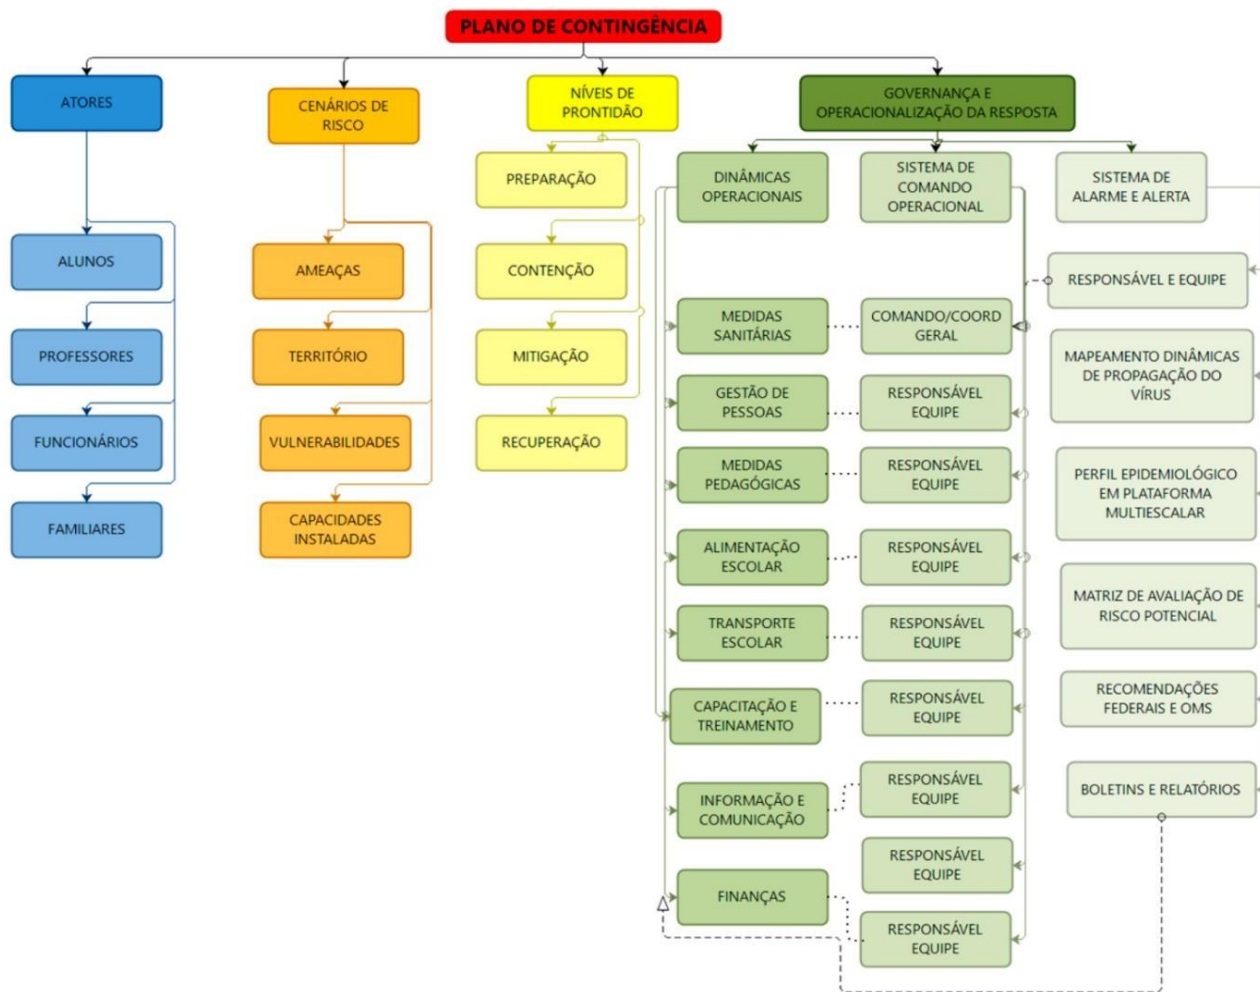 PLANO DE CONTINGÊNCIA
ATORES
CENÁRIOS DE
RISCO
NÍVEIS DE
PRONTIDÃO
GOVERNANÇA E
OPERACIONALIZAÇÃO DA RESPOSTA
ALUNOS
PROFESSORES
FUNCIONÁRIOS
FAMILIARES
AMEAÇAS
TERRITÓRIO
VULNERABILIDADES
CAPACIDADES
INSTALADAS
PREPARAÇÃO
CONTENÇÃO
MITIGAÇÃO
RECUPERAÇÃO
DINÂMICAS
OPERACIONAIS
MEDIDAS
SANITÁRIAS
GESTÃO DE
PESSOAS
MEDIDAS
PEDAGÓGICAS
ALIMENTAÇÃO
ESCOLAR
TRANSPORTE
ESCOLAR
CAPACITAÇÃO E
TREINAMENTO
INFORMAÇÃO E
COMUNICAÇÃO
FINANÇAS
SISTEMA DE
COMANDO
OPERACIONAL
COMANDO/COORD
GERAL
RESPONSÁVEL
EQUIPE
RESPONSÁVEL
EQUIPE
RESPONSÁVEL
EQUIPE
RESPONSÁVEL
EQUIPE
RESPONSÁVEL
EQUIPE
RESPONSÁVEL
EQUIPE
RESPONSÁVEL
EQUIPE
RESPONSÁVEL
EQUIPE
SISTEMA DE
ALARME E ALERTA
RESPONSÁVEL E EQUIPE
MAPEAMENTO DINÂMICAS
DE PROPAGAÇÃO DO
VÍRUS
PERFIL EPIDEMIOLÓGICO
EM PLATAFORMA
MULTIESCALAR
MATRIZ DE AVALIAÇÃO DE
RISCO POTENCIAL
RECOMENDAÇÕES
FEDERAIS E OMS
BOLETINS E RELATÓRIOS